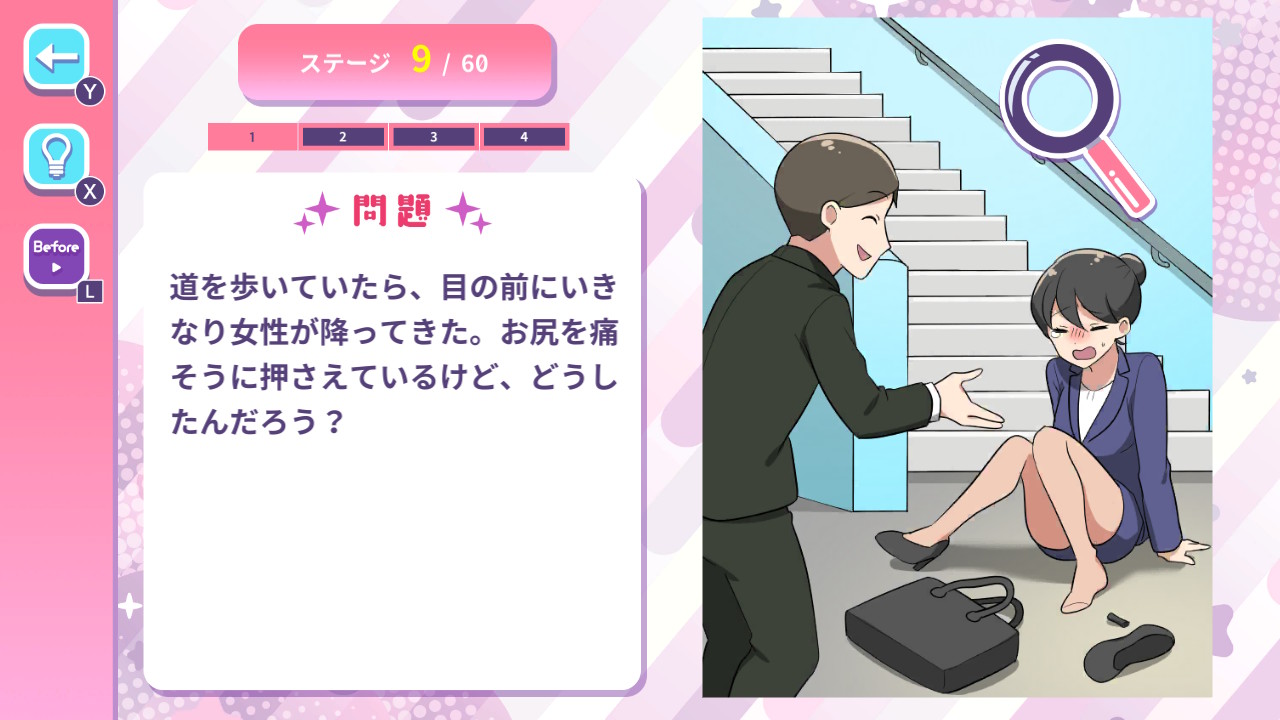 Y
ステージ 9 / 60
1 2 3 4
X
問題
Before
L
道を歩いていたら、目の前にいき
なり女性が降ってきた。お尻を痛
そうに押さえているけど、どうし
たんだろう？